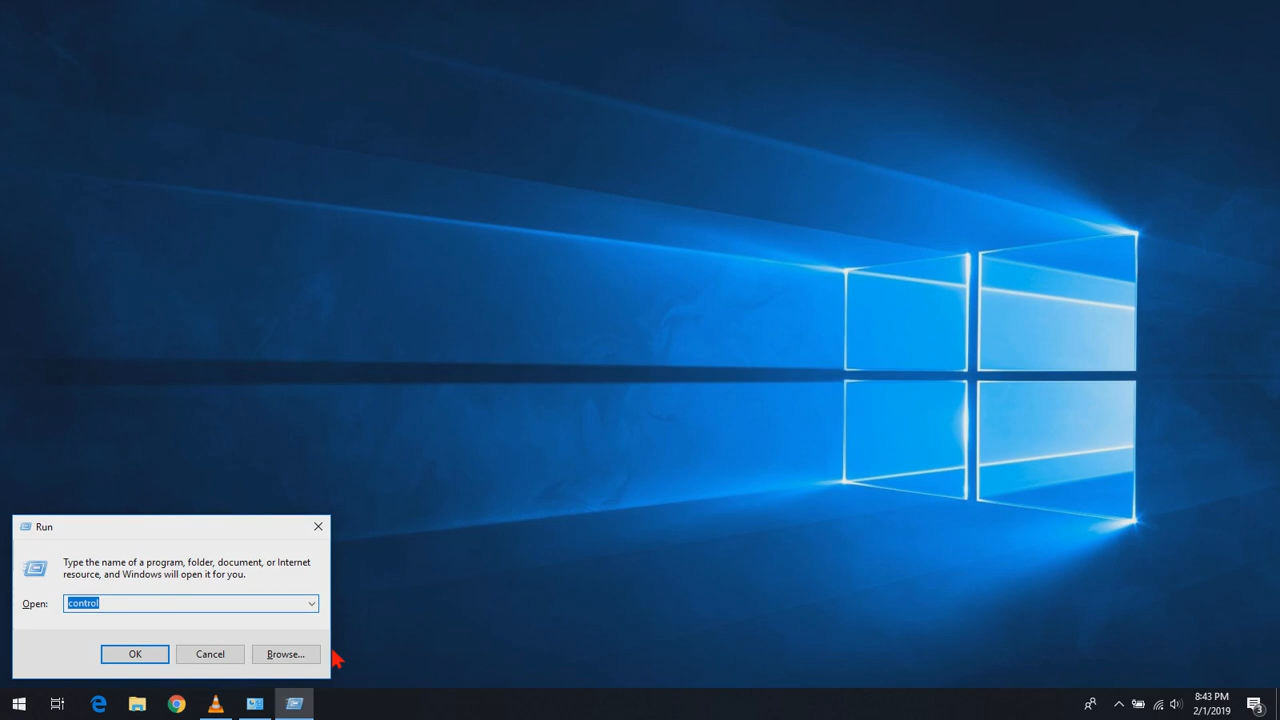 Run
Type the name of a program, folder, document, or Internet
resource, and Windows will open it for you.
Open:
control
OK
Cancel
Browse...
8:43 PM
2/1/2019
3